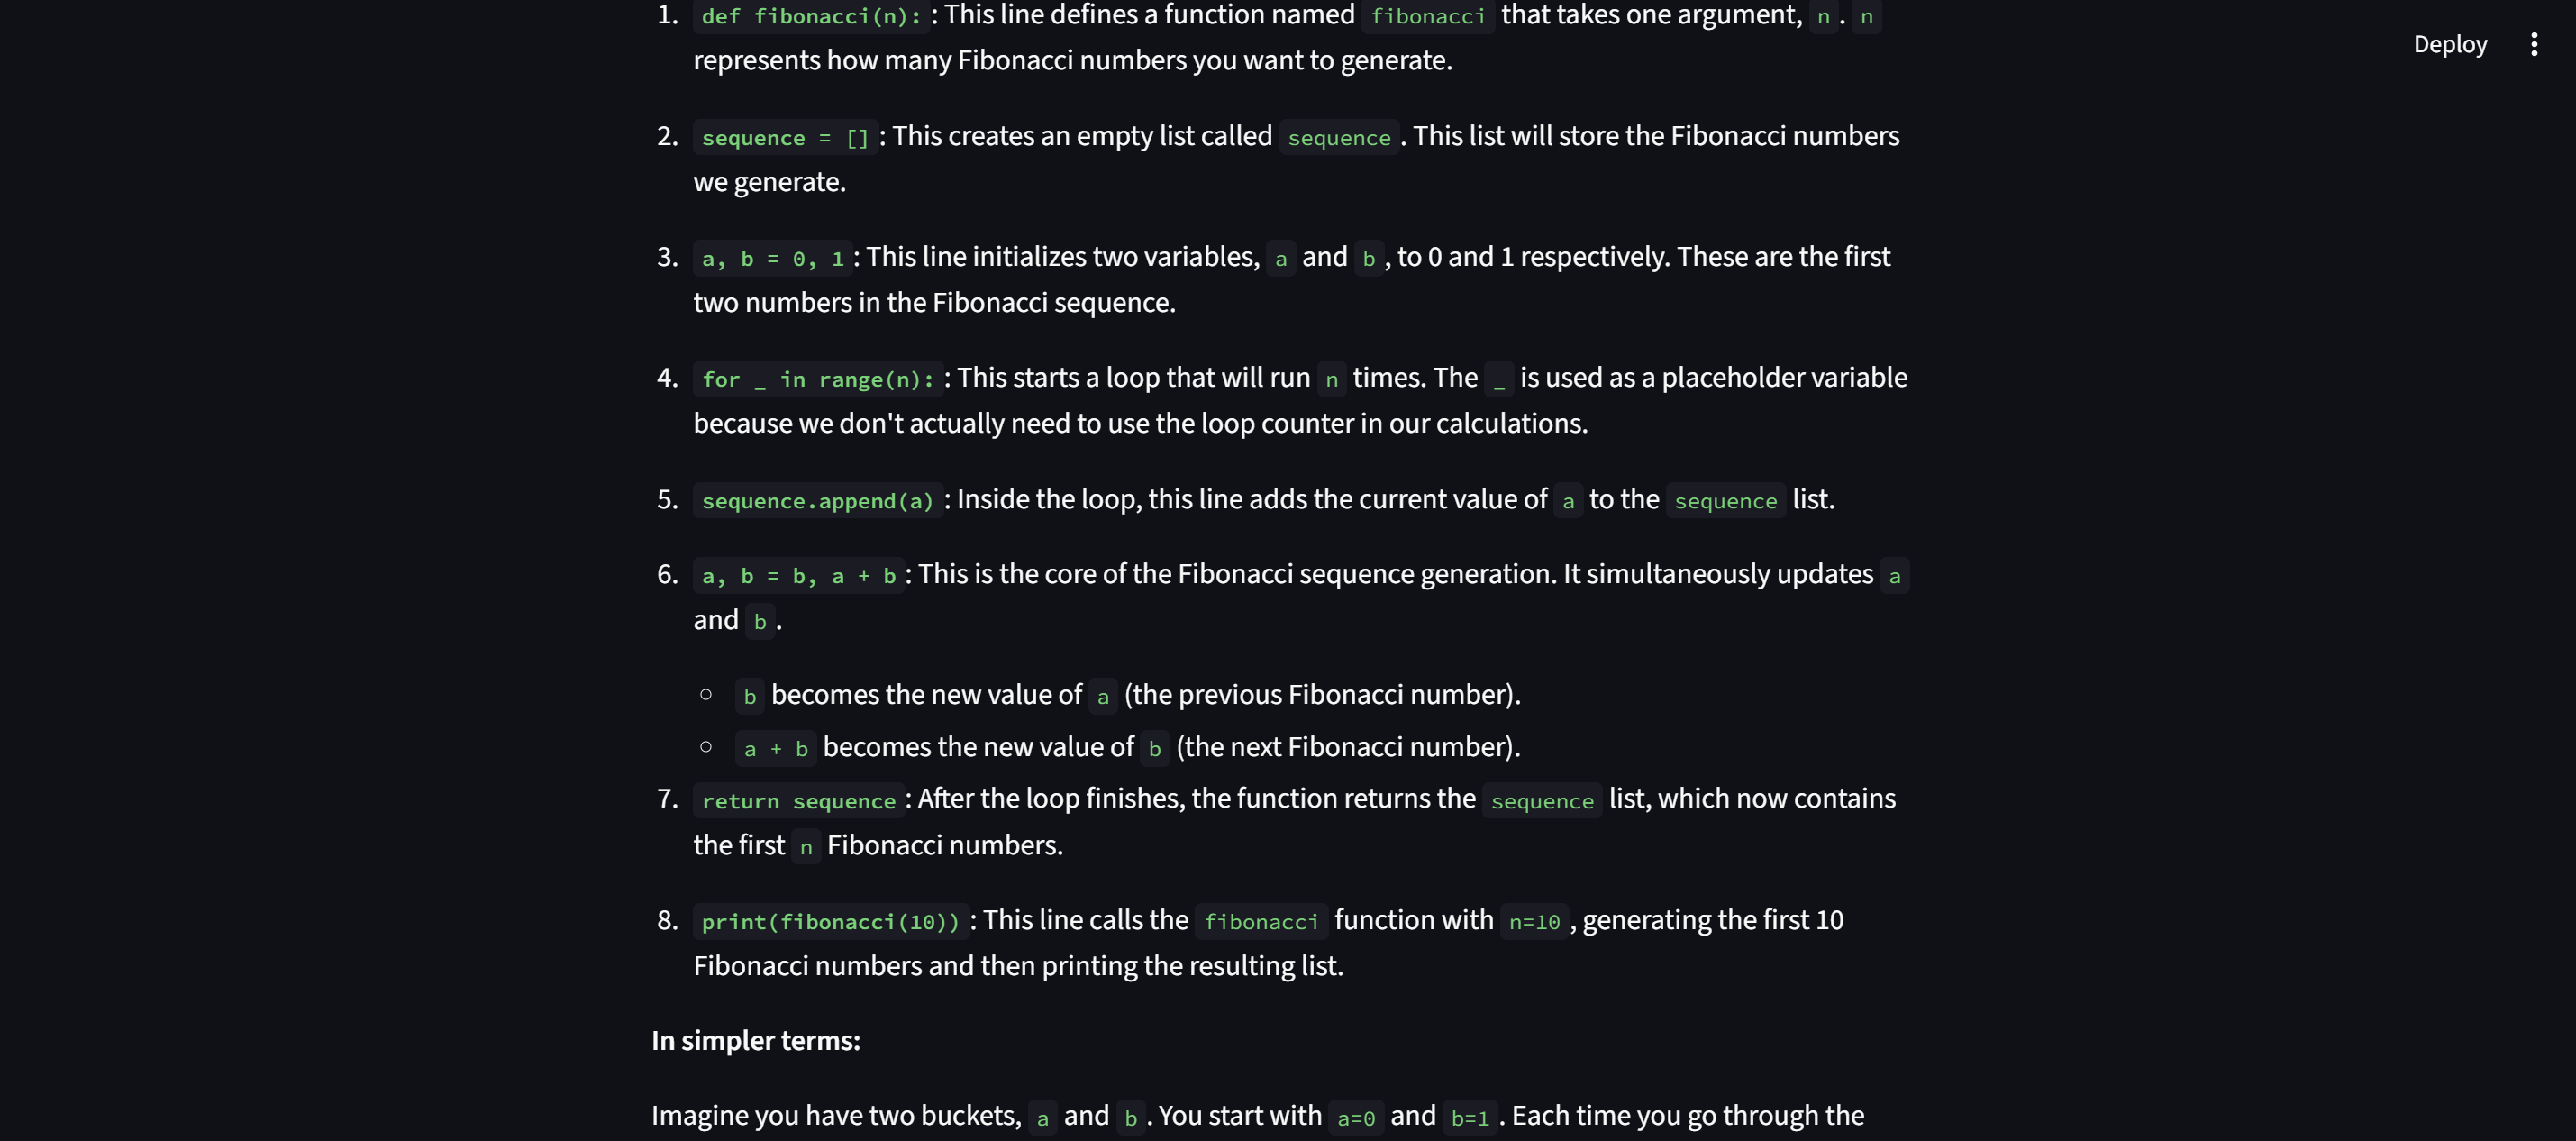 1. def fibonacci(n): : This line defines a function named fibonacci that takes one argument, n . n
represents how many Fibonacci numbers you want to generate.
Deploy
2. sequence = [] : This creates an empty list called sequence . This list will store the Fibonacci numbers
we generate.
3. a, b = 0, 1 : This line initializes two variables, a and b , to 0 and 1 respectively. These are the first
two numbers in the Fibonacci sequence.
4. for _ in range(n): : This starts a loop that will run n times. The _ is used as a placeholder variable
because we don't actually need to use the loop counter in our calculations.
5. sequence.append(a) : Inside the loop, this line adds the current value of a to the sequence list.
6. a, b = b, a + b : This is the core of the Fibonacci sequence generation. It simultaneously updates a
and b .
○ b becomes the new value of a (the previous Fibonacci number).
○ a + b becomes the new value of b (the next Fibonacci number).
7. return sequence : After the loop finishes, the function returns the sequence list, which now contains
the first n Fibonacci numbers.
8. print(fibonacci(10)) : This line calls the fibonacci function with n=10 , generating the first 10
Fibonacci numbers and then printing the resulting list.
In simpler terms:
Imagine you have two buckets, a and b . You start with a=0 and b=1 . Each time you go through the